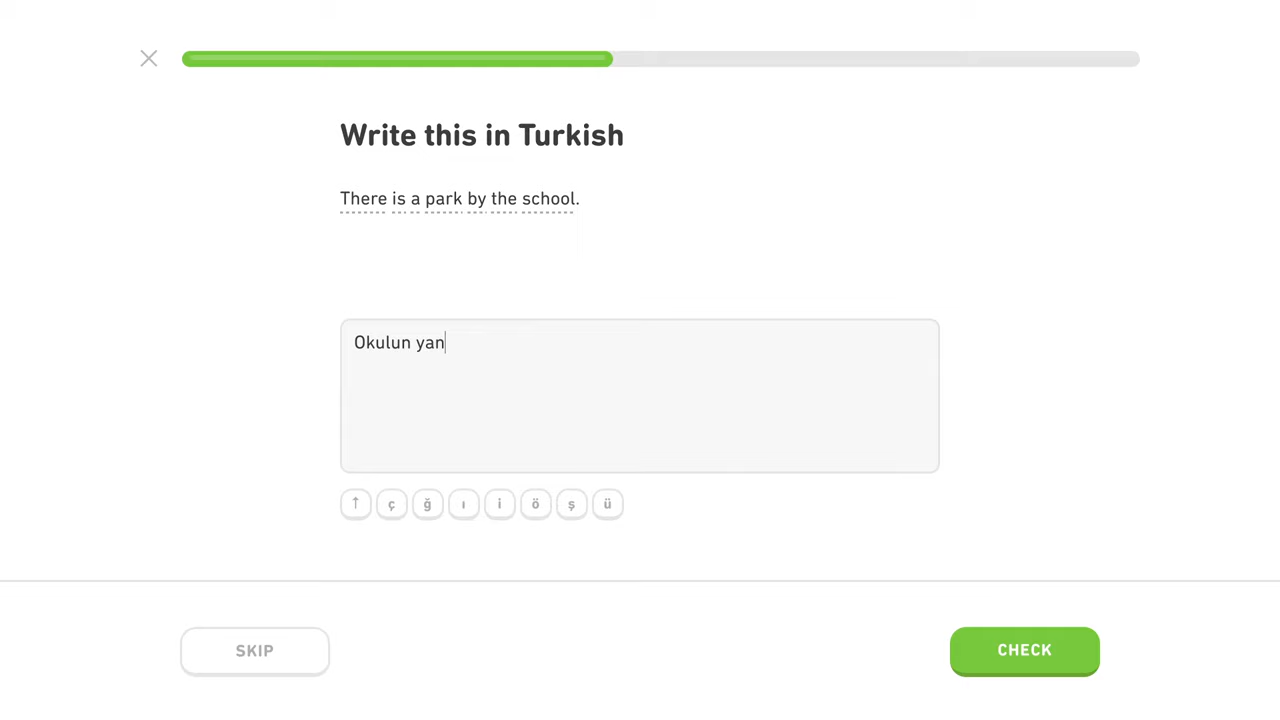 Write this in Turkish
There is a park by the school.
Okulun yan
↑ ç ğ ı i ö ş ü
SKIP
CHECK